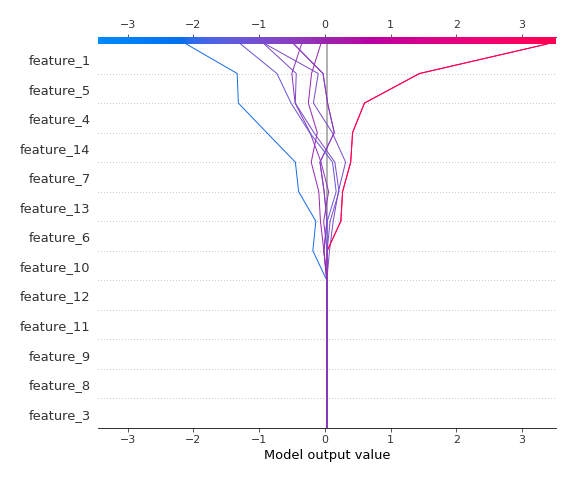 −3 −2 −1 0 1 2 3
feature_1
feature_5
feature_4
feature_14
feature_7
feature_13
feature_6
feature_10
feature_12
feature_11
feature_9
feature_8
feature_3
−3 −2 −1 0 1 2 3
Model output value